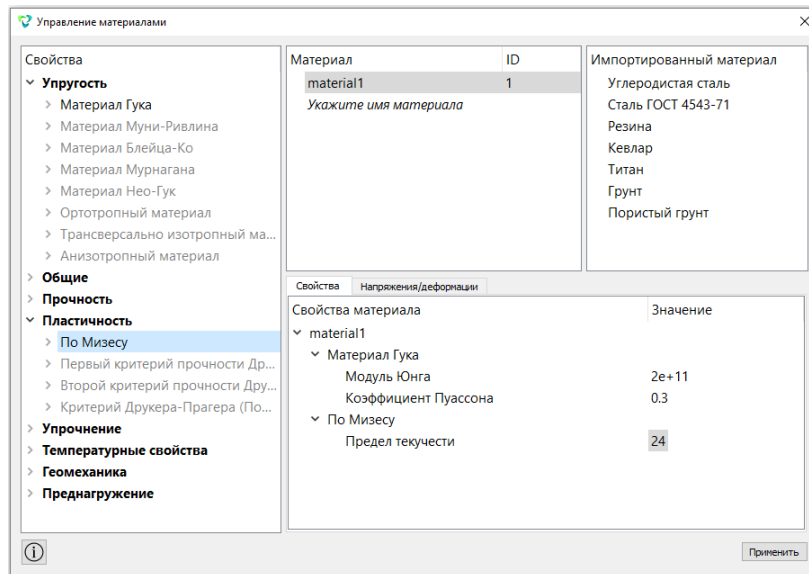 Управление материалами
Свойства
Упругость
Материал Гука
Материал Муни-Ривлина
Материал Блейца-Ко
Материал Мурнагана
Материал Нео-Гук
Ортотропный материал
Трансверсально изотропный ма...
Анизотропный материал
Общие
Прочность
Пластичность
По Мизесу
Первый критерий прочности Др...
Второй критерий прочности Дру...
Критерий Друкера-Прагера (По...
Упрочнение
Температурные свойства
Геомеханика
Преднагружение
Материал ID
material1 1
Укажите имя материала
Импортированный материал
Углеродистая сталь
Сталь ГОСТ 4543-71
Резина
Кевлар
Титан
Грунт
Пористый грунт
Свойства Напряжения/деформации
Свойства материала Значение
material1
Материал Гука
Модуль Юнга 2e+11
Коэффициент Пуассона 0.3
По Мизесу
Предел текучести 24
Применить